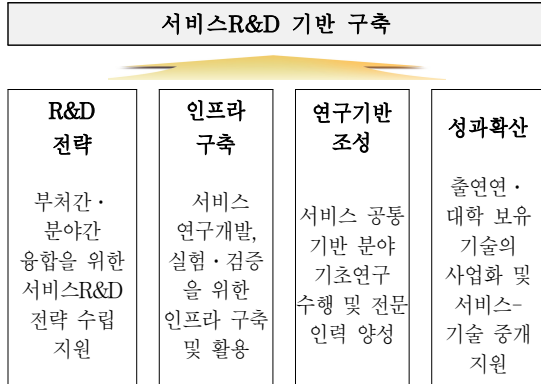 서비스R&D 기반 구축
R&D
전략
부처간・
분야간
융합을 위한
서비스R&D
전략 수립
지원
인프라
구축
서비스
연구개발,
실험・검증
을 위한
인프라 구축
및 활용
연구기반
조성
서비스 공통
기반 분야
기초연구
수행 및 전문
인력 양성
성과확산
출연연・
대학 보유
기술의
사업화 및
서비스-
기술 중개
지원